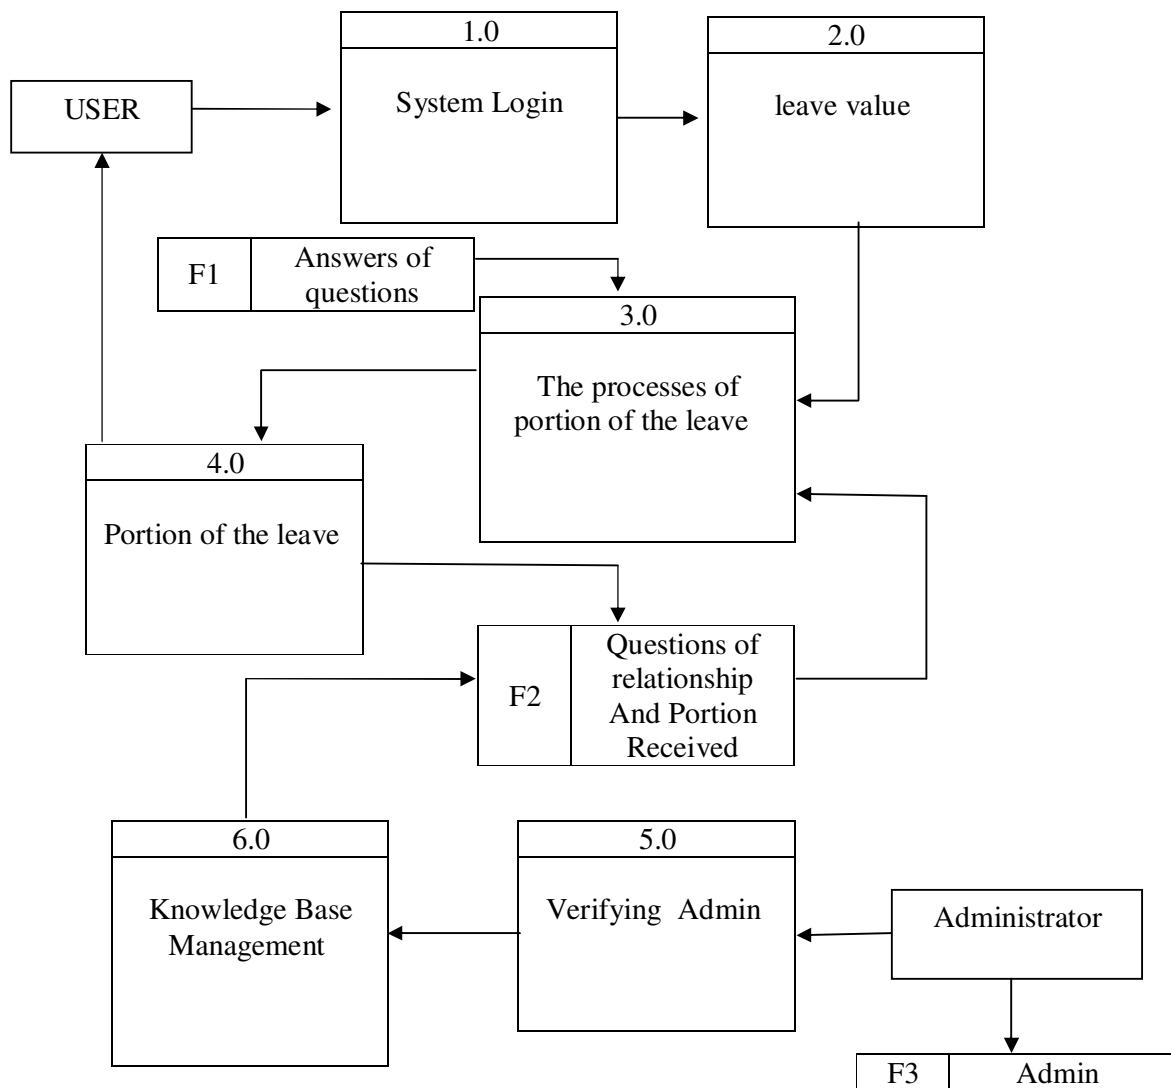 1.0
System Login
2.0
leave value
USER
F1
Answers of
questions
3.0
The processes of
portion of the leave
4.0
Portion of the leave
F2
Questions of
relationship
And Portion
Received
6.0
Knowledge Base
Management
5.0
Verifying Admin
Administrator
F3
Admin